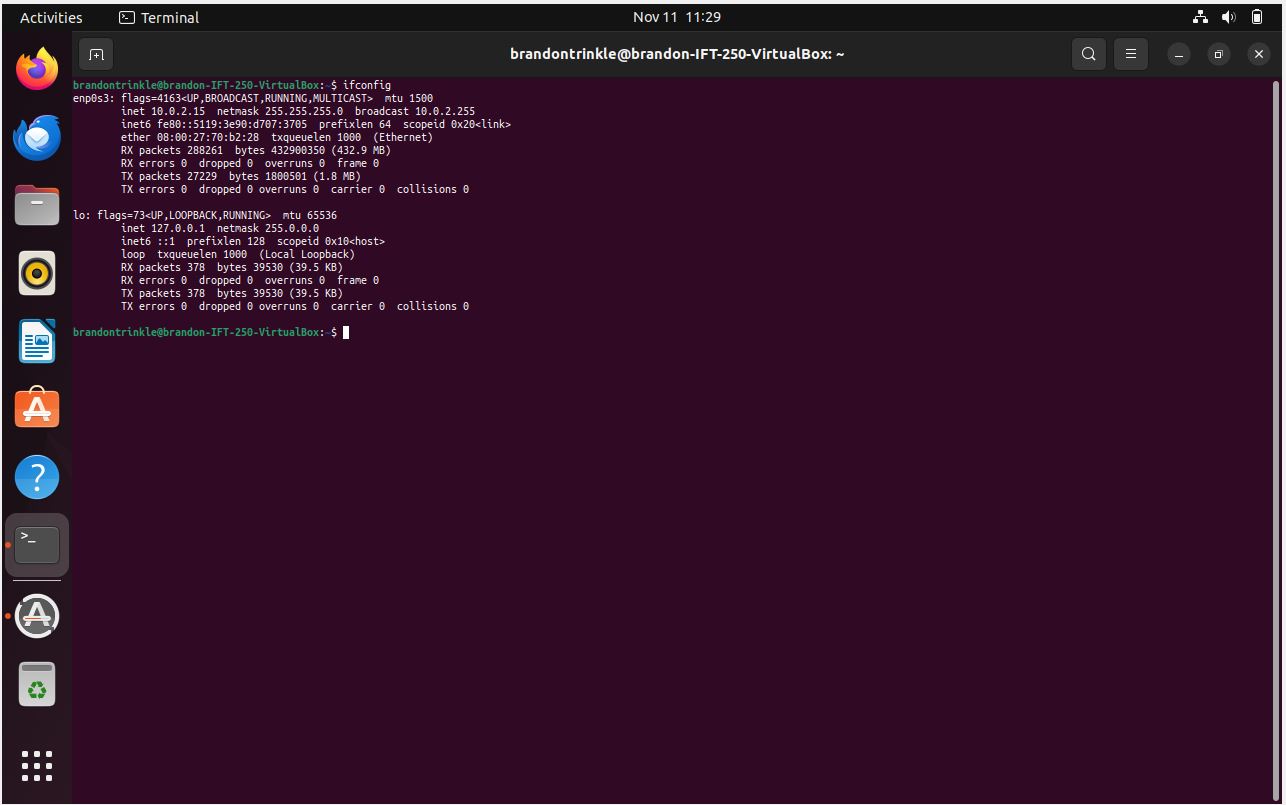 Activities
Terminal
Nov 11 11:29
brandontrinkle@brandon-IFT-250-VirtualBox: ~
brandontrinkle@brandon-IFT-250-VirtualBox:~$ ifconfig
enp0s3: flags=4163<UP,BROADCAST,RUNNING,MULTICAST>  mtu 1500
        inet 10.0.2.15  netmask 255.255.255.0  broadcast 10.0.2.255
        inet6 fe80::5119:3e90:d707:3705  prefixlen 64  scopeid 0x20<link>
        ether 08:00:27:70:b2:28  txqueuelen 1000  (Ethernet)
        RX packets 288261  bytes 432900350 (432.9 MB)
        RX errors 0  dropped 0  overruns 0  frame 0
        TX packets 27229  bytes 1800501 (1.8 MB)
        TX errors 0  dropped 0 overruns 0  carrier 0  collisions 0
lo: flags=73<UP,LOOPBACK,RUNNING>  mtu 65536
        inet 127.0.0.1  netmask 255.0.0.0
        inet6 ::1  prefixlen 128  scopeid 0x10<host>
        loop  txqueuelen 1000  (Local Loopback)
        RX packets 378  bytes 39530 (39.5 KB)
        RX errors 0  dropped 0  overruns 0  frame 0
        TX packets 378  bytes 39530 (39.5 KB)
        TX errors 0  dropped 0 overruns 0  carrier 0  collisions 0
brandontrinkle@brandon-IFT-250-VirtualBox:~$